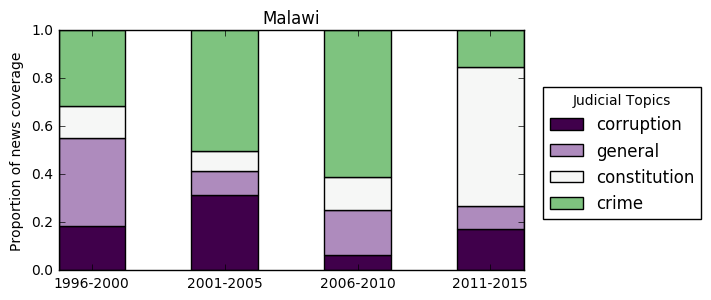 Malawi
Proportion of news coverage
1.0
0.8
0.6
0.4
0.2
0.0
1996-2000
2001-2005
2006-2010
2011-2015
Judicial Topics
corruption
general
constitution
crime